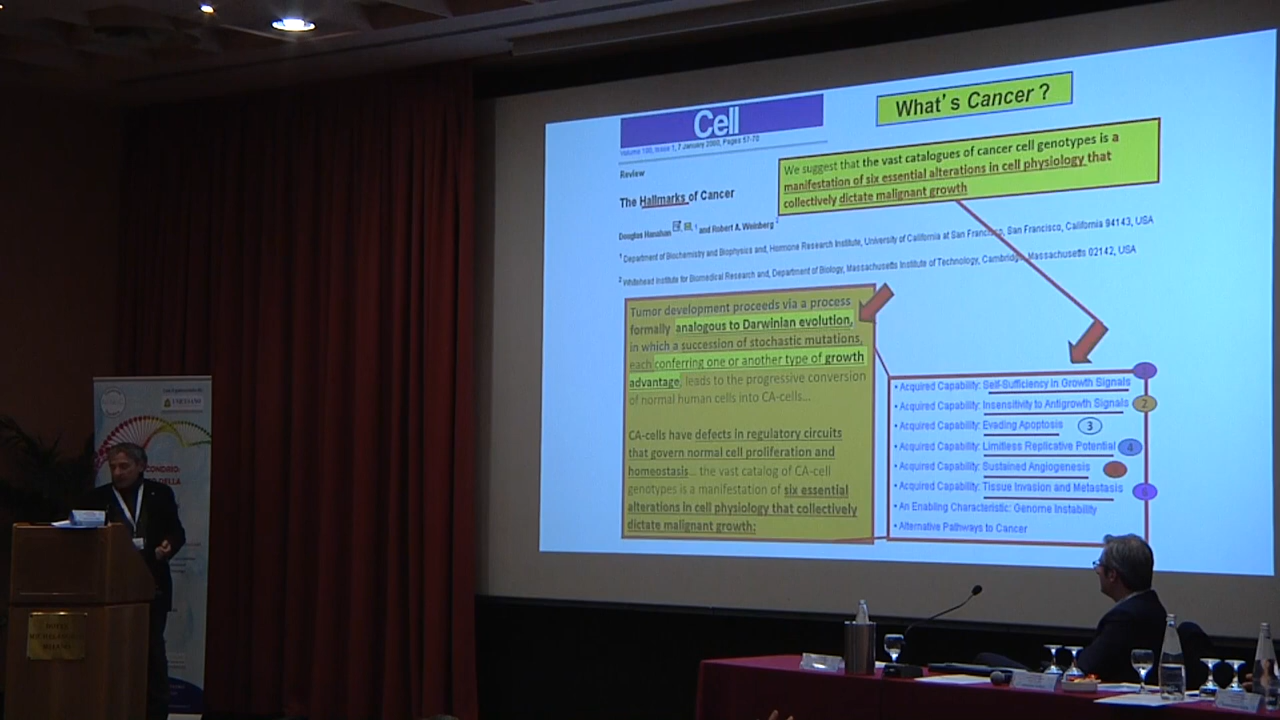 What's Cancer ?
Cell
Volume 100, Issue 1, 7 January 2000, Pages 57-70
Review
The Hallmarks of Cancer
Douglas Hanahan 1 and Robert A. Weinberg 2
1 Department of Biochemistry and Biophysics and, Hormone Research Institute, University of California at San Francisco, San Francisco, California 94143, USA
2 Whitehead Institute for Biomedical Research and, Department of Biology, Massachusetts Institute of Technology, Cambridge, Massachusetts 02142, USA
We suggest that the vast catalogues of cancer cell genotypes is a
manifestation of six essential alterations in cell physiology that
collectively dictate malignant growth
Tumor development proceeds via a process
formally analogous to Darwinian evolution,
in which a succession of stochastic mutations,
each conferring one or another type of growth
advantage, leads to the progressive conversion
of normal human cells into CA-cells...
CA-cells have defects in regulatory circuits
that govern normal cell proliferation and
homeostasis... the vast catalog of CA-cell
genotypes is a manifestation of six essential
alterations in cell physiology that collectively
dictate malignant growth:
• Acquired Capability: Self-Sufficiency in Growth Signals
• Acquired Capability: Insensitivity to Antigrowth Signals 2
• Acquired Capability: Evading Apoptosis 3
• Acquired Capability: Limitless Replicative Potential 4
• Acquired Capability: Sustained Angiogenesis
• Acquired Capability: Tissue Invasion and Metastasis 6
• An Enabling Characteristic: Genome Instability
• Alternative Pathways to Cancer